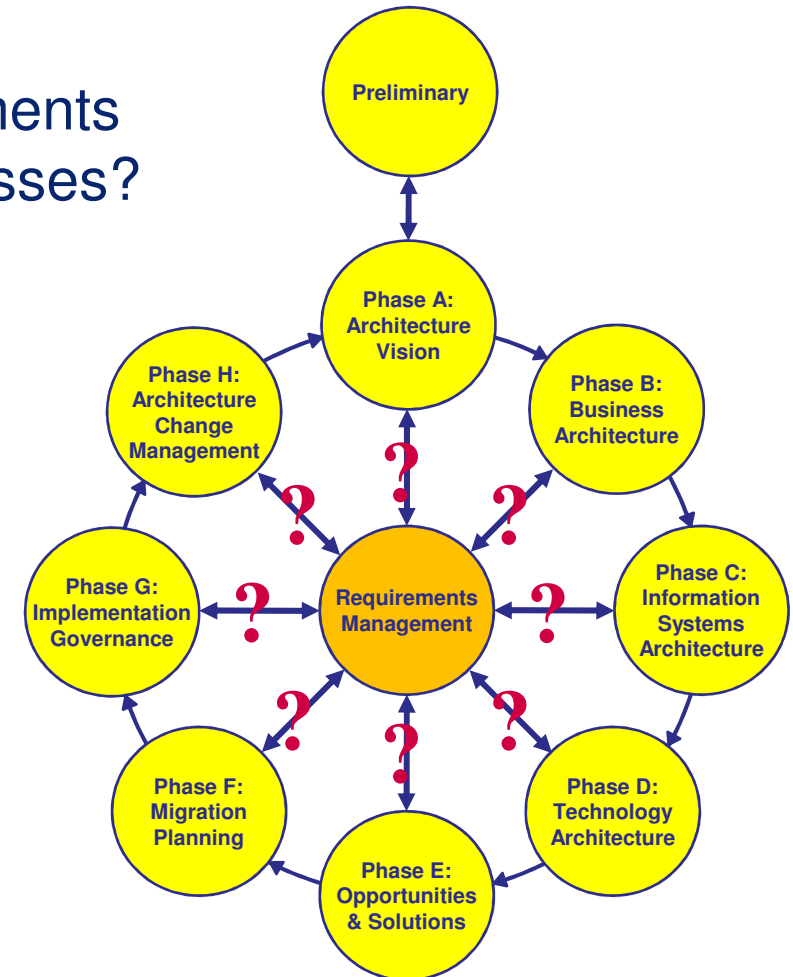 ments
sses?
Preliminary
Phase A:
Architecture
Vision
Phase H:
Architecture
Change
Management
Phase B:
Business
Architecture
?
?
?
Phase G:
Implementation
Governance
?
Requirements
Management
?
Phase C:
Information
Systems
Architecture
?
?
?
Phase F:
Migration
Planning
Phase D:
Technology
Architecture
Phase E:
Opportunities
& Solutions